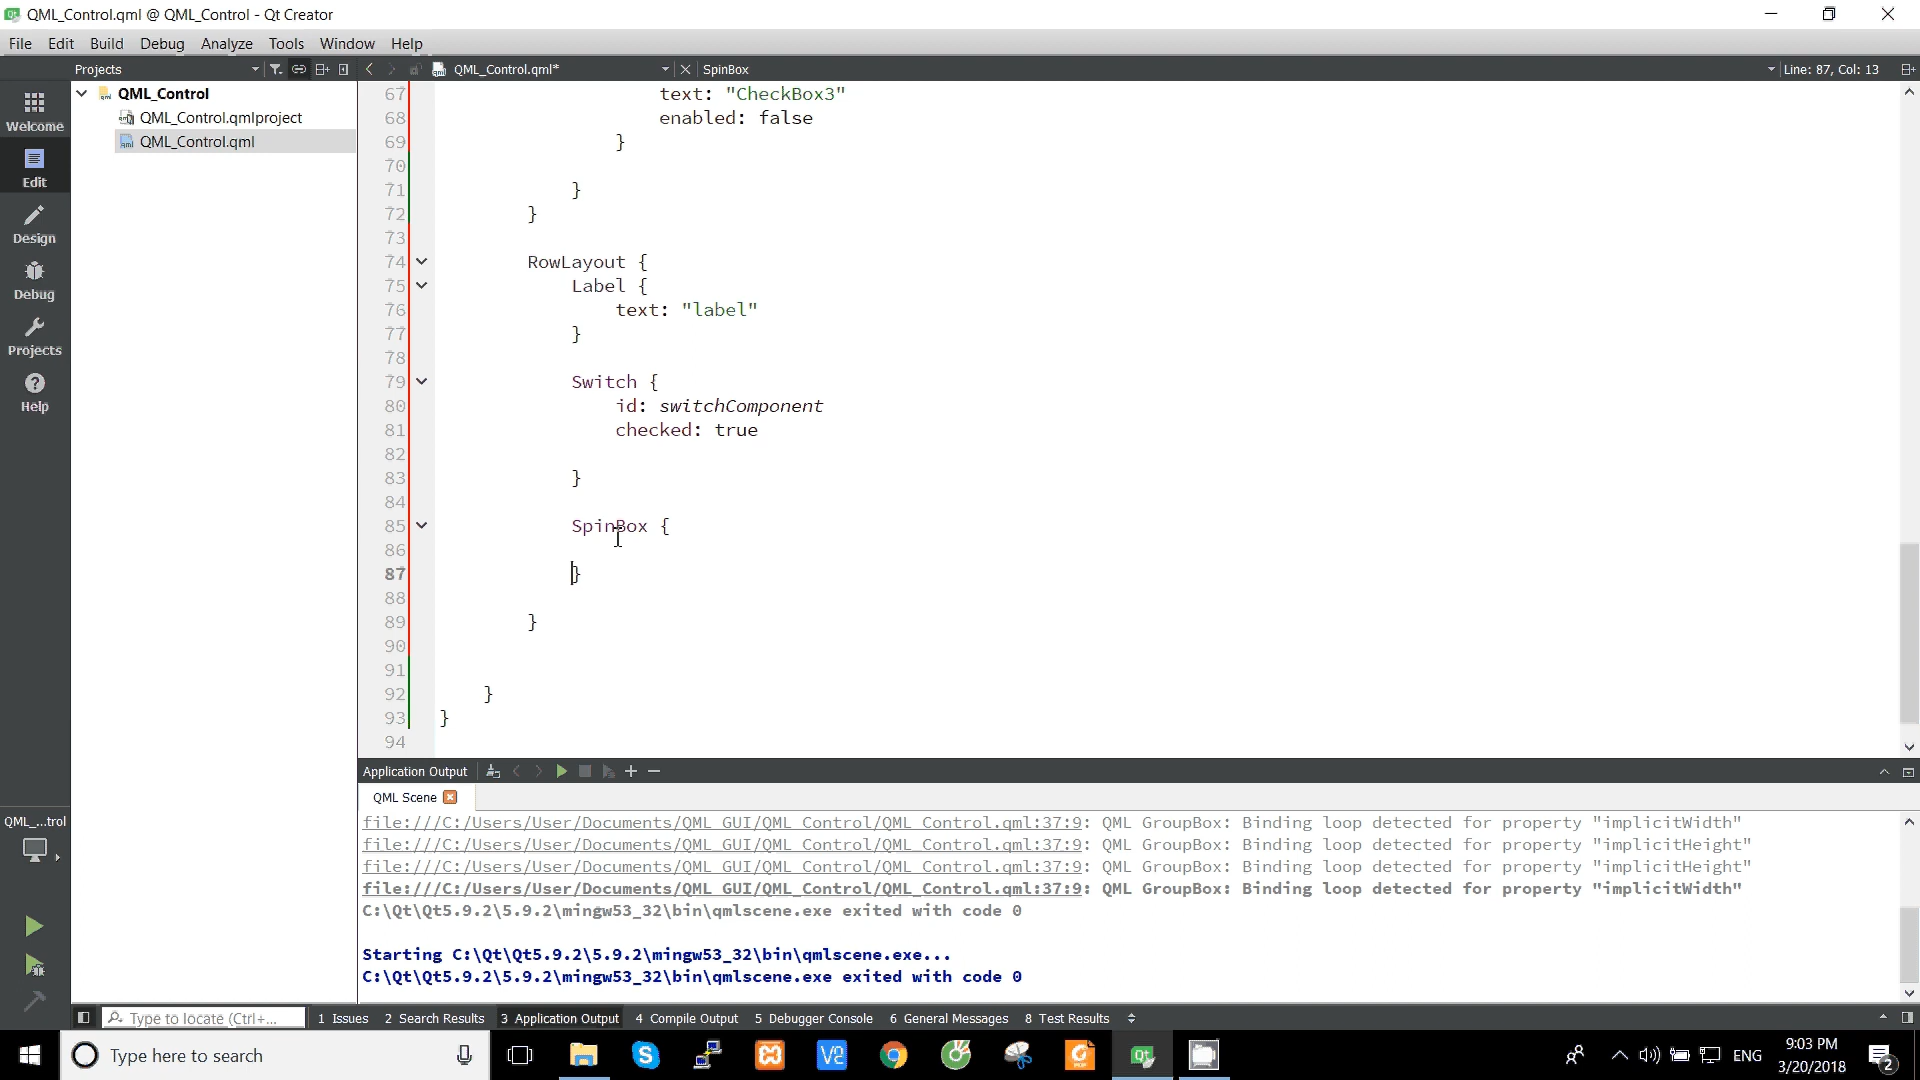 QML_Control.qml @ QML_Control - Qt Creator
File Edit Build Debug Analyze Tools Window Help
Projects QML_Control.qml* SpinBox Line: 87, Col: 13
QML_Control
QML_Control.qmlproject
QML_Control.qml
Welcome
Edit
Design
Debug
Projects
Help
QML_...trol
67 text: "CheckBox3"
68 enabled: false
69 }
70
71 }
72 }
73
74 RowLayout {
75 Label {
76 text: "label"
77 }
78
79 Switch {
80 id: switchComponent
81 checked: true
82
83 }
84
85 SpinBox {
86
87 }
88
89 }
90
91
92 }
93 }
94
Application Output
QML Scene
file:///C:/Users/User/Documents/QML_GUI/QML_Control/QML_Control.qml:37:9: QML GroupBox: Binding loop detected for property "implicitWidth"
file:///C:/Users/User/Documents/QML_GUI/QML_Control/QML_Control.qml:37:9: QML GroupBox: Binding loop detected for property "implicitHeight"
file:///C:/Users/User/Documents/QML_GUI/QML_Control/QML_Control.qml:37:9: QML GroupBox: Binding loop detected for property "implicitHeight"
file:///C:/Users/User/Documents/QML_GUI/QML_Control/QML_Control.qml:37:9: QML GroupBox: Binding loop detected for property "implicitWidth"
C:\Qt\Qt5.9.2\5.9.2\mingw53_32\bin\qmlscene.exe exited with code 0
Starting C:\Qt\Qt5.9.2\5.9.2\mingw53_32\bin\qmlscene.exe...
C:\Qt\Qt5.9.2\5.9.2\mingw53_32\bin\qmlscene.exe exited with code 0
Type to locate (Ctrl+... 1 Issues 2 Search Results 3 Application Output 4 Compile Output 5 Debugger Console 6 General Messages 8 Test Results
Type here to search ENG 9:03 PM
3/20/2018 2